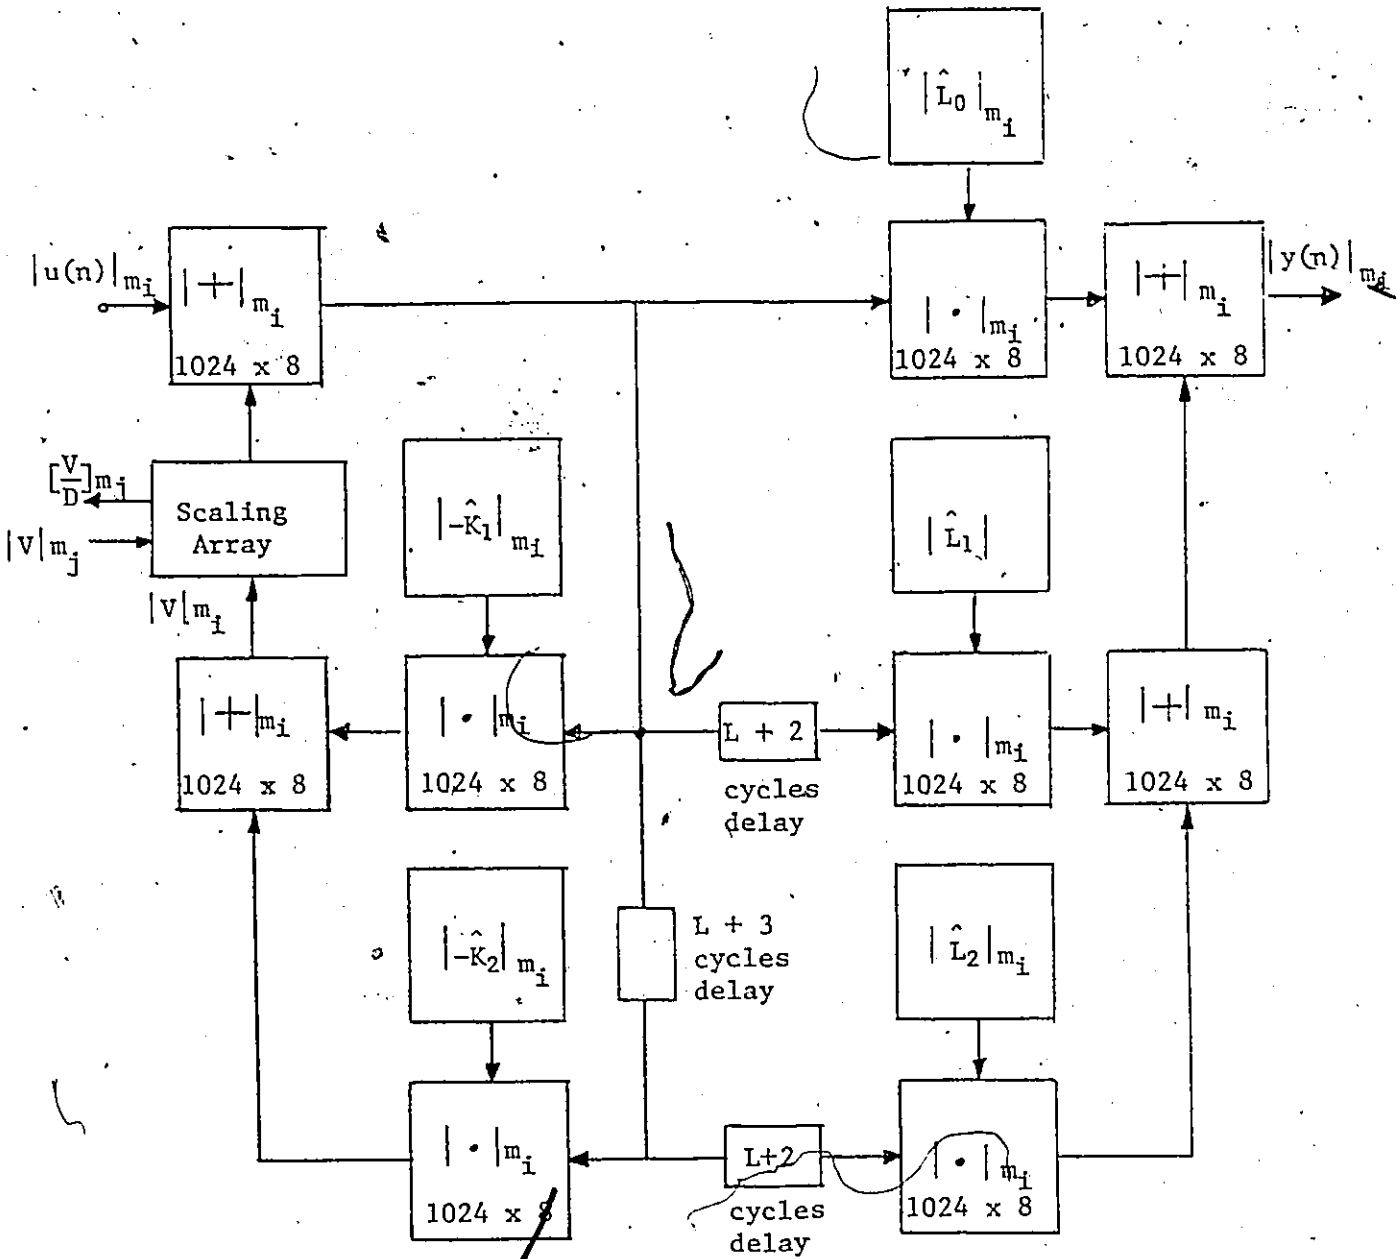 |L̂0|mi
|u(n)|mi
|+|mi
1024 x 8
|·|mi
1024 x 8
|+|mi
1024 x 8
|y(n)|mi
[V/D]mj
|V|mj
Scaling
Array
|V|mi
|-K̂1|mi
|L̂1|
|+|mi
1024 x 8
|·|mi
1024 x 8
L + 2
cycles
delay
|·|mi
1024 x 8
|+|mi
1024 x 8
|-K̂2|mi
L + 3
cycles
delay
|L̂2|mi
|·|mi
1024 x 8
L+2
cycles
delay
|·|mi
1024 x 8